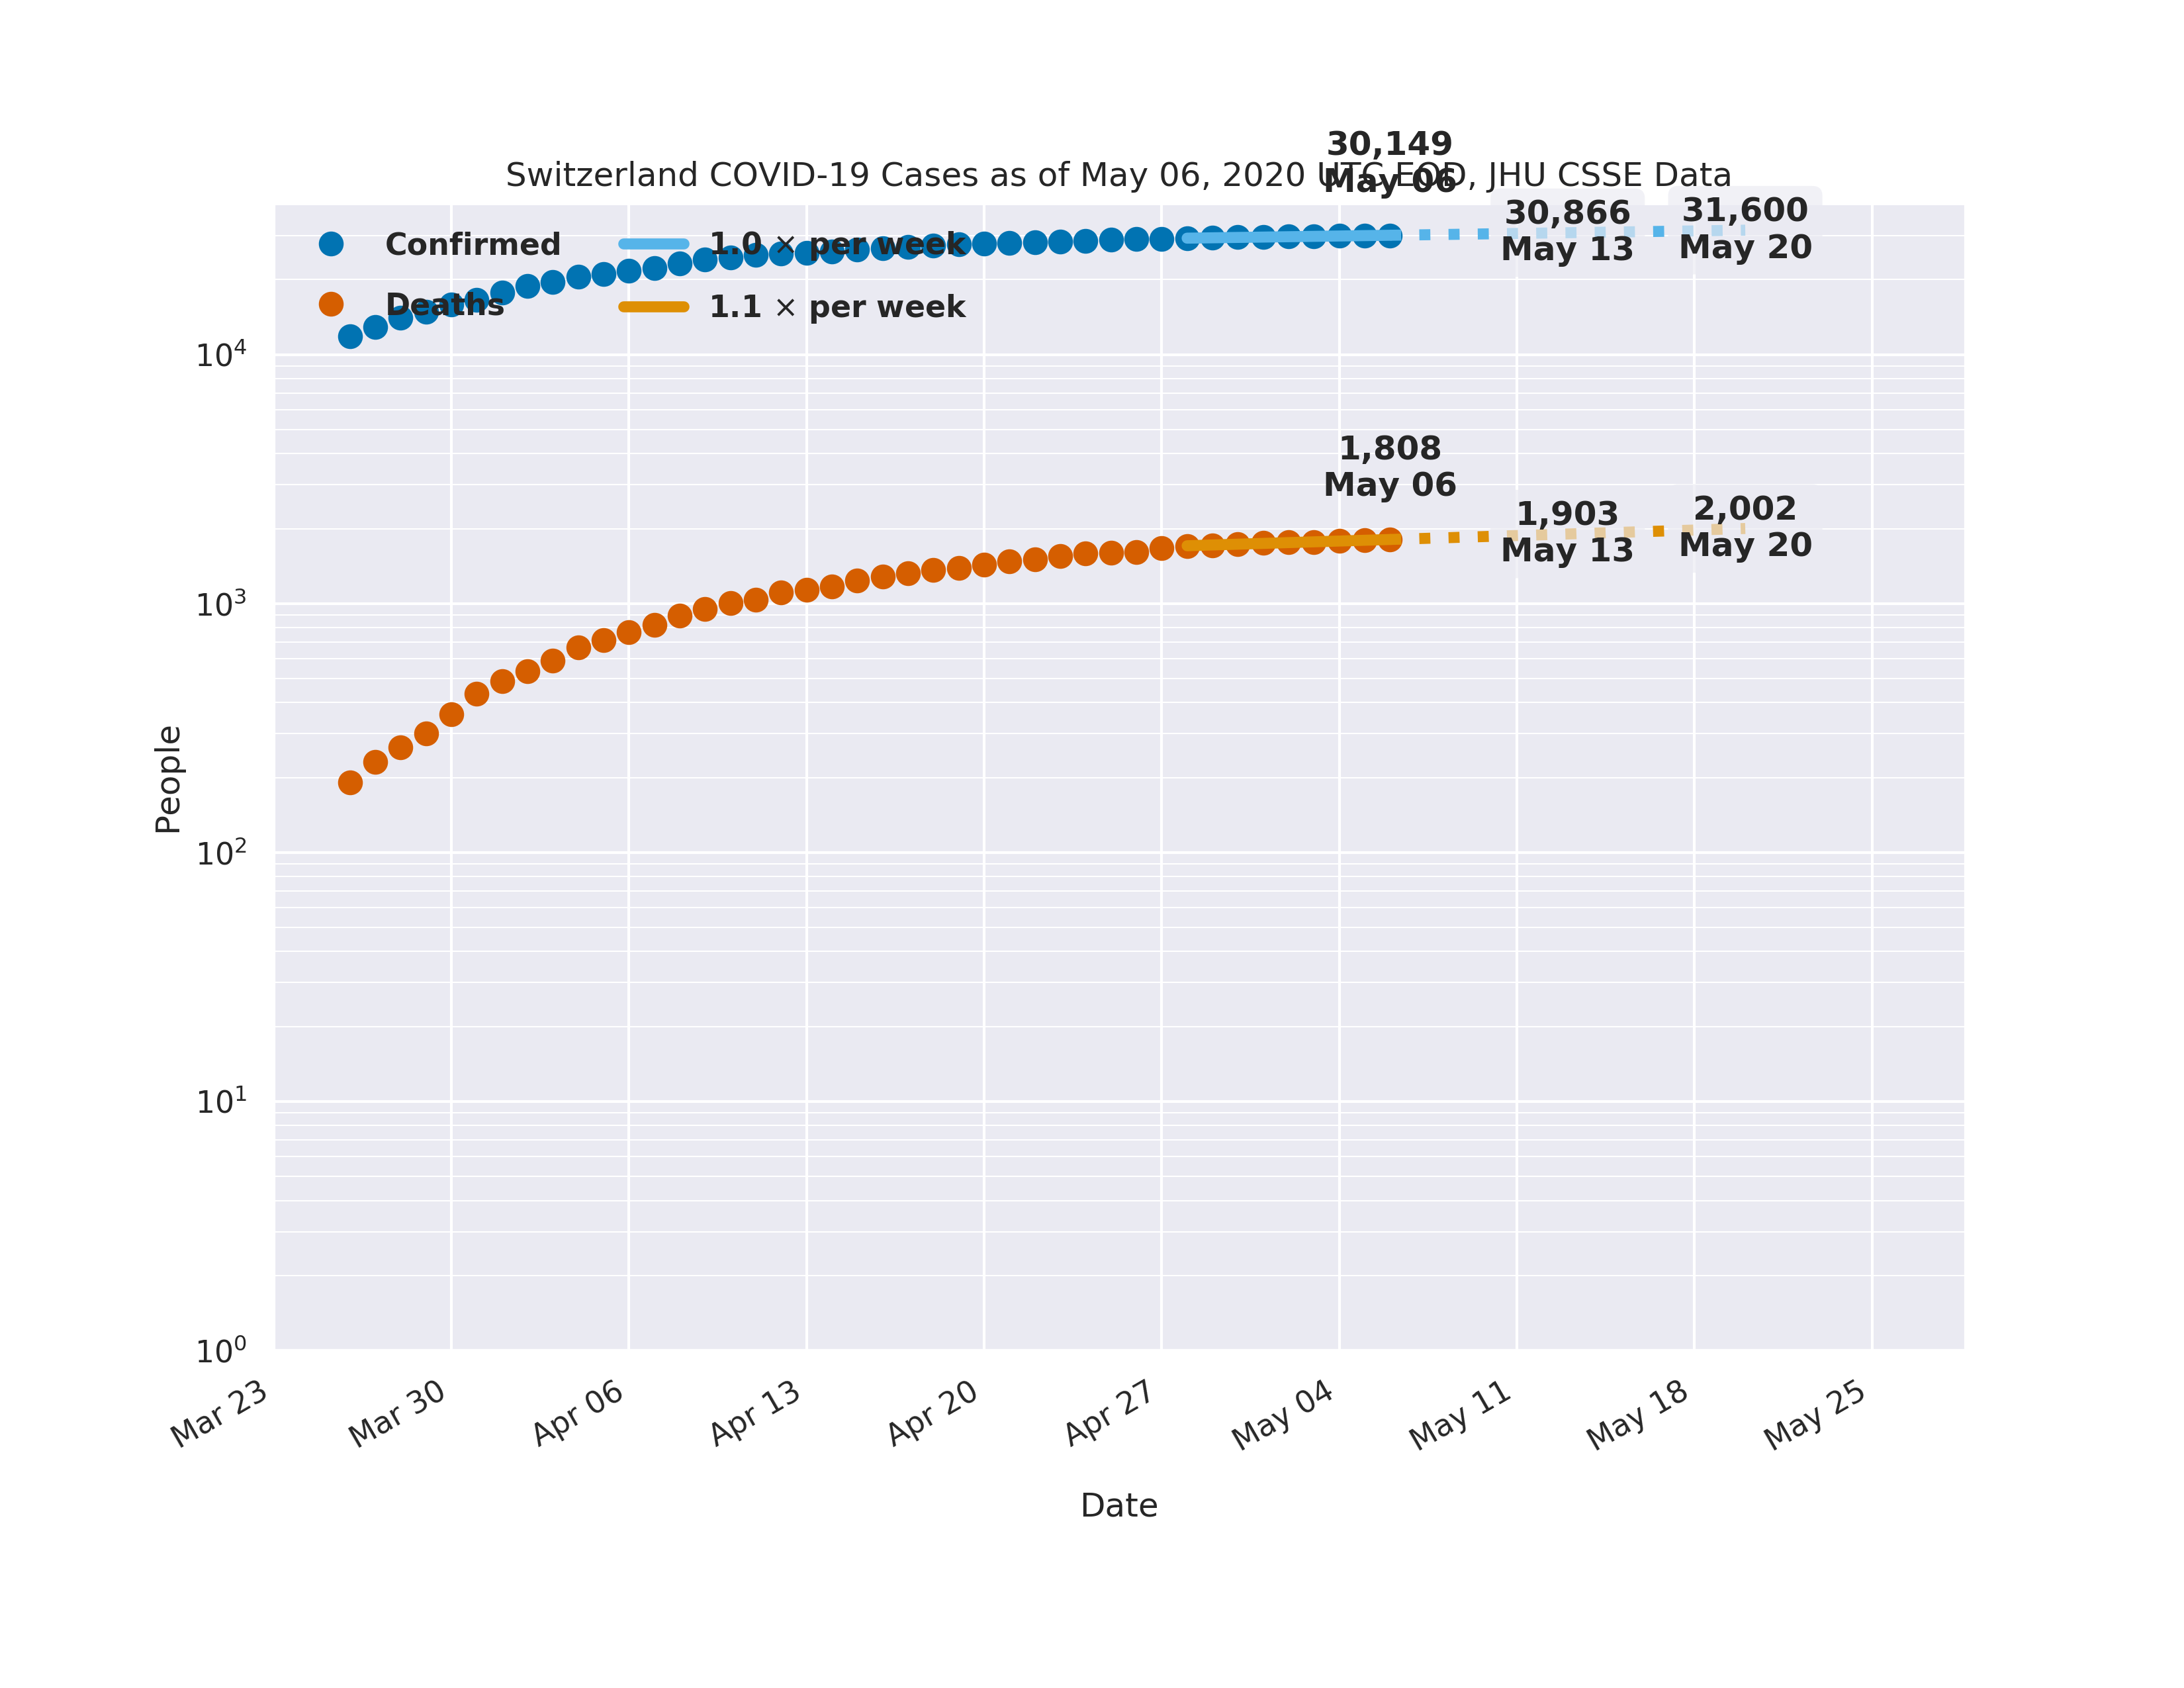 30,149
May 06
Switzerland COVID-19 Cases as of May 06, 2020 UTC EOD, JHU CSSE Data
30,866
May 13
31,600
May 20
Confirmed
1.0 × per week
Deaths
1.1 × per week
10⁴
1,808
May 06
1,903
May 13
2,002
May 20
10³
People
10²
10¹
10⁰
Mar 23
Mar 30
Apr 06
Apr 13
Apr 20
Apr 27
May 04
May 11
May 18
May 25
Date